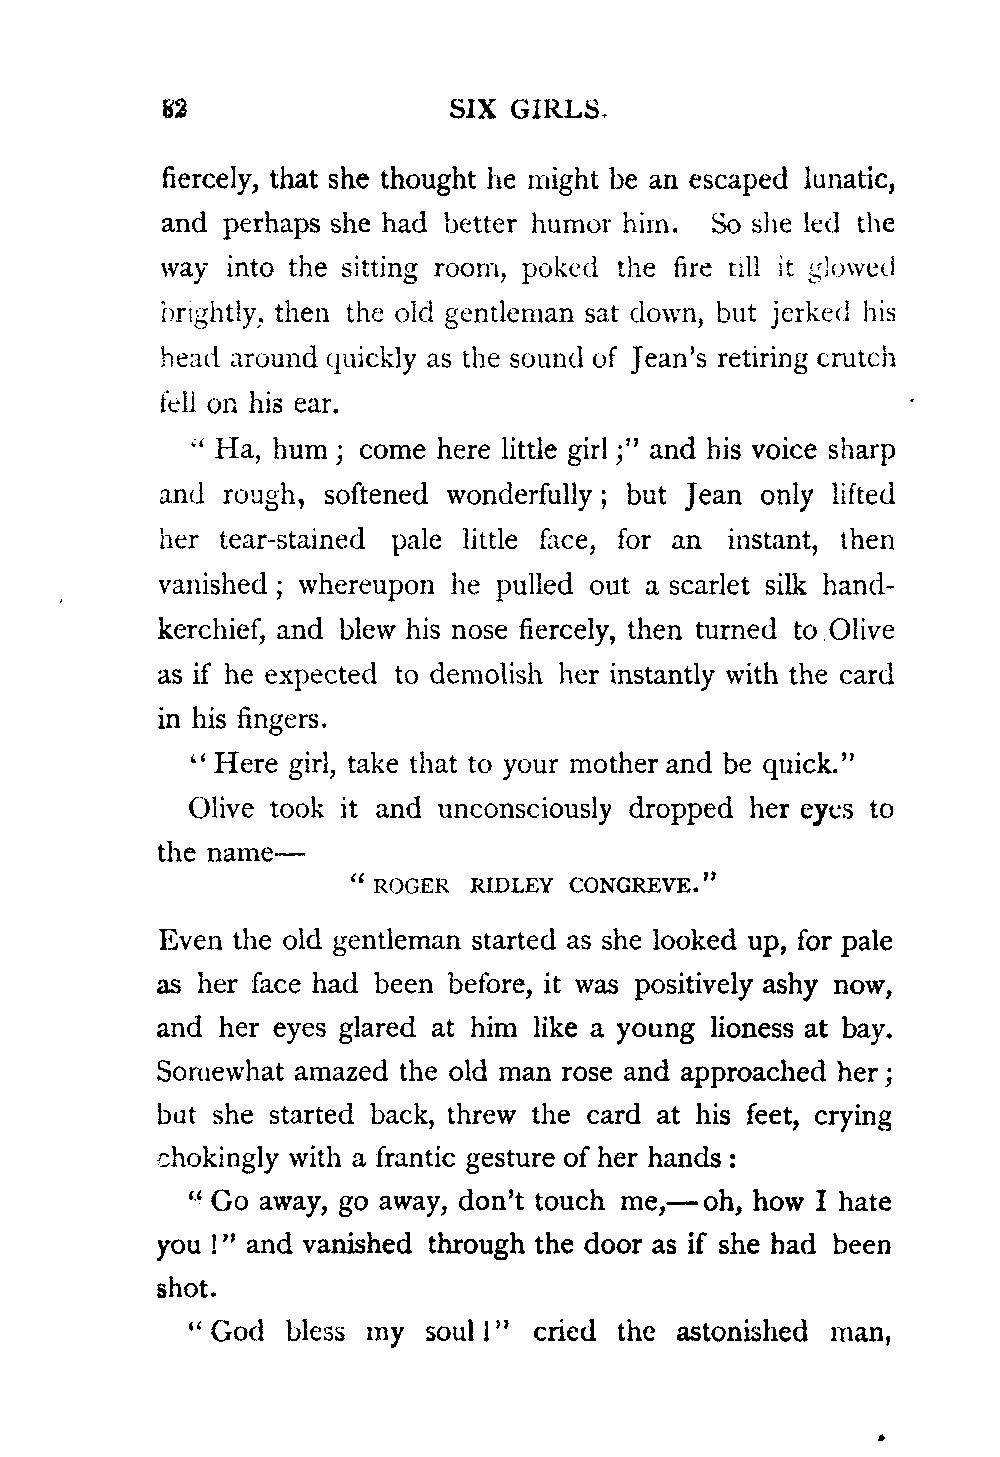 82 SIX GIRLS.
fiercely, that she thought he might be an escaped lunatic,
and perhaps she had better humor him. So she led the
way into the sitting room, poked the fire till it glowed
brightly, then the old gentleman sat down, but jerked his
head around quickly as the sound of Jean's retiring crutch
fell on his ear.
“ Ha, hum ; come here little girl ;” and his voice sharp
and rough, softened wonderfully ; but Jean only lifted
her tear-stained pale little face, for an instant, then
vanished ; whereupon he pulled out a scarlet silk hand-
kerchief, and blew his nose fiercely, then turned to Olive
as if he expected to demolish her instantly with the card
in his fingers.
“ Here girl, take that to your mother and be quick.”
Olive took it and unconsciously dropped her eyes to
the name—
“ ROGER RIDLEY CONGREVE.”
Even the old gentleman started as she looked up, for pale
as her face had been before, it was positively ashy now,
and her eyes glared at him like a young lioness at bay.
Somewhat amazed the old man rose and approached her ;
but she started back, threw the card at his feet, crying
chokingly with a frantic gesture of her hands :
“ Go away, go away, don't touch me,— oh, how I hate
you !” and vanished through the door as if she had been
shot.
“ God bless my soul !” cried the astonished man,